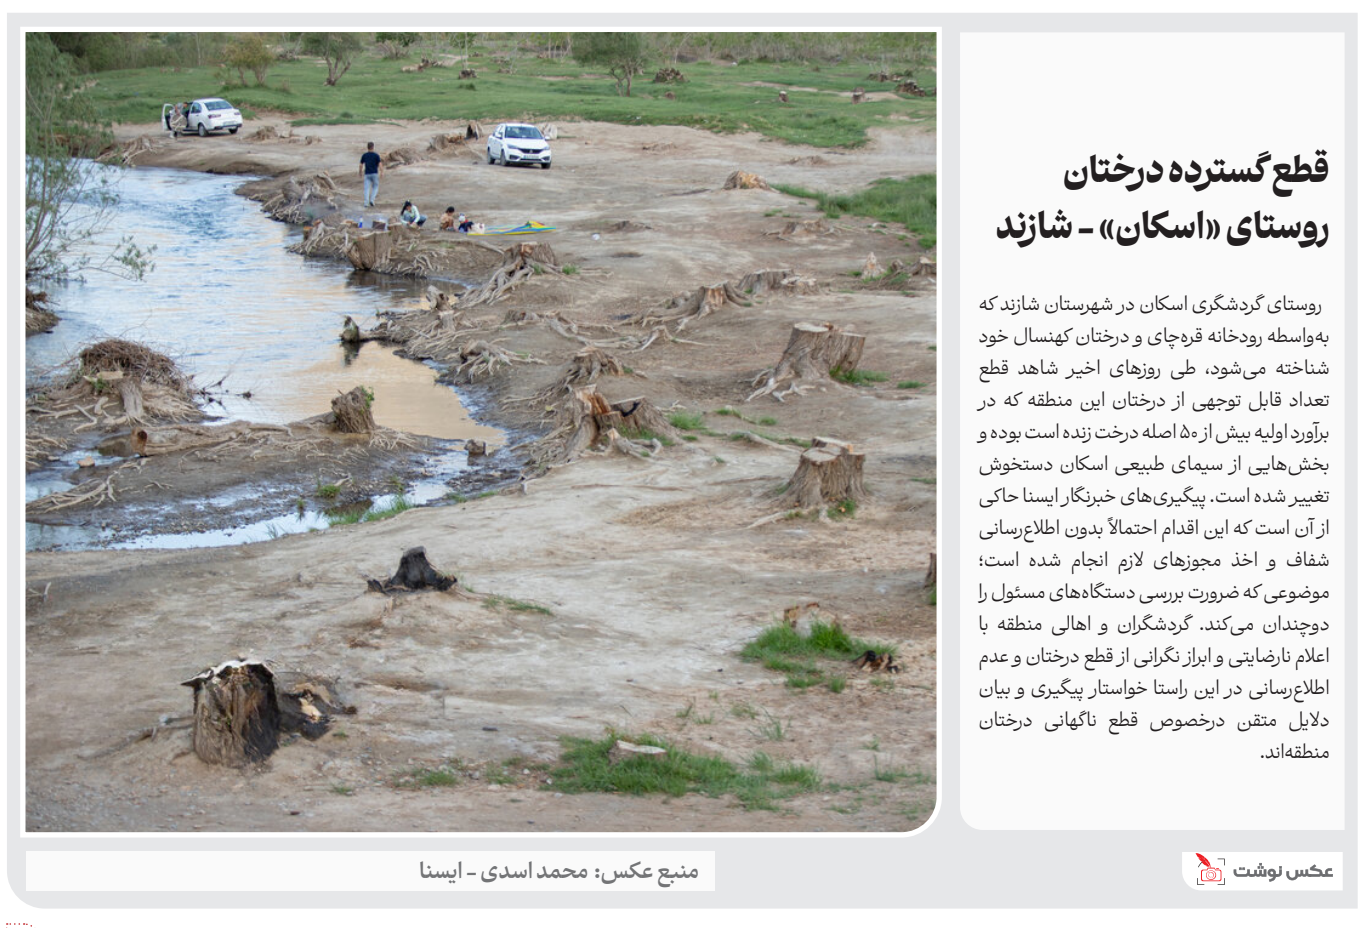 قطع گسترده درختان
روستای «اسکان» - شازند
روستای گردشگری اسکان در شهرستان شازند که
به‌واسطه رودخانه قره‌چای و درختان کهنسال خود
شناخته می‌شود، طی روزهای اخیر شاهد قطع
تعداد قابل توجهی از درختان این منطقه که در
برآورد اولیه بیش از ۵۰ اصله درخت زنده است بوده و
بخش‌هایی از سیمای طبیعی اسکان دستخوش
تغییر شده است. پیگیری‌های خبرنگار ایسنا حاکی
از آن است که این اقدام احتمالاً بدون اطلاع‌رسانی
شفاف و اخذ مجوزهای لازم انجام شده است؛
موضوعی که ضرورت بررسی دستگاه‌های مسئول را
دوچندان می‌کند. گردشگران و اهالی منطقه با
اعلام نارضایتی و ابراز نگرانی از قطع درختان و عدم
اطلاع‌رسانی در این راستا خواستار پیگیری و بیان
دلایل متقن درخصوص قطع ناگهانی درختان
منطقه‌اند.
عکس نوشت
منبع عکس: محمد اسدی - ایسنا